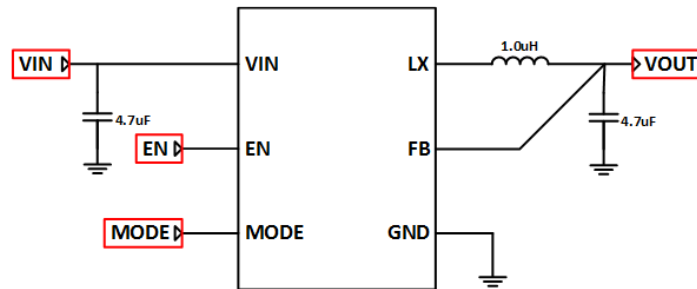 1.0uH
VIN VIN LX VOUT
4.7uF 4.7uF
EN EN FB
MODE MODE GND